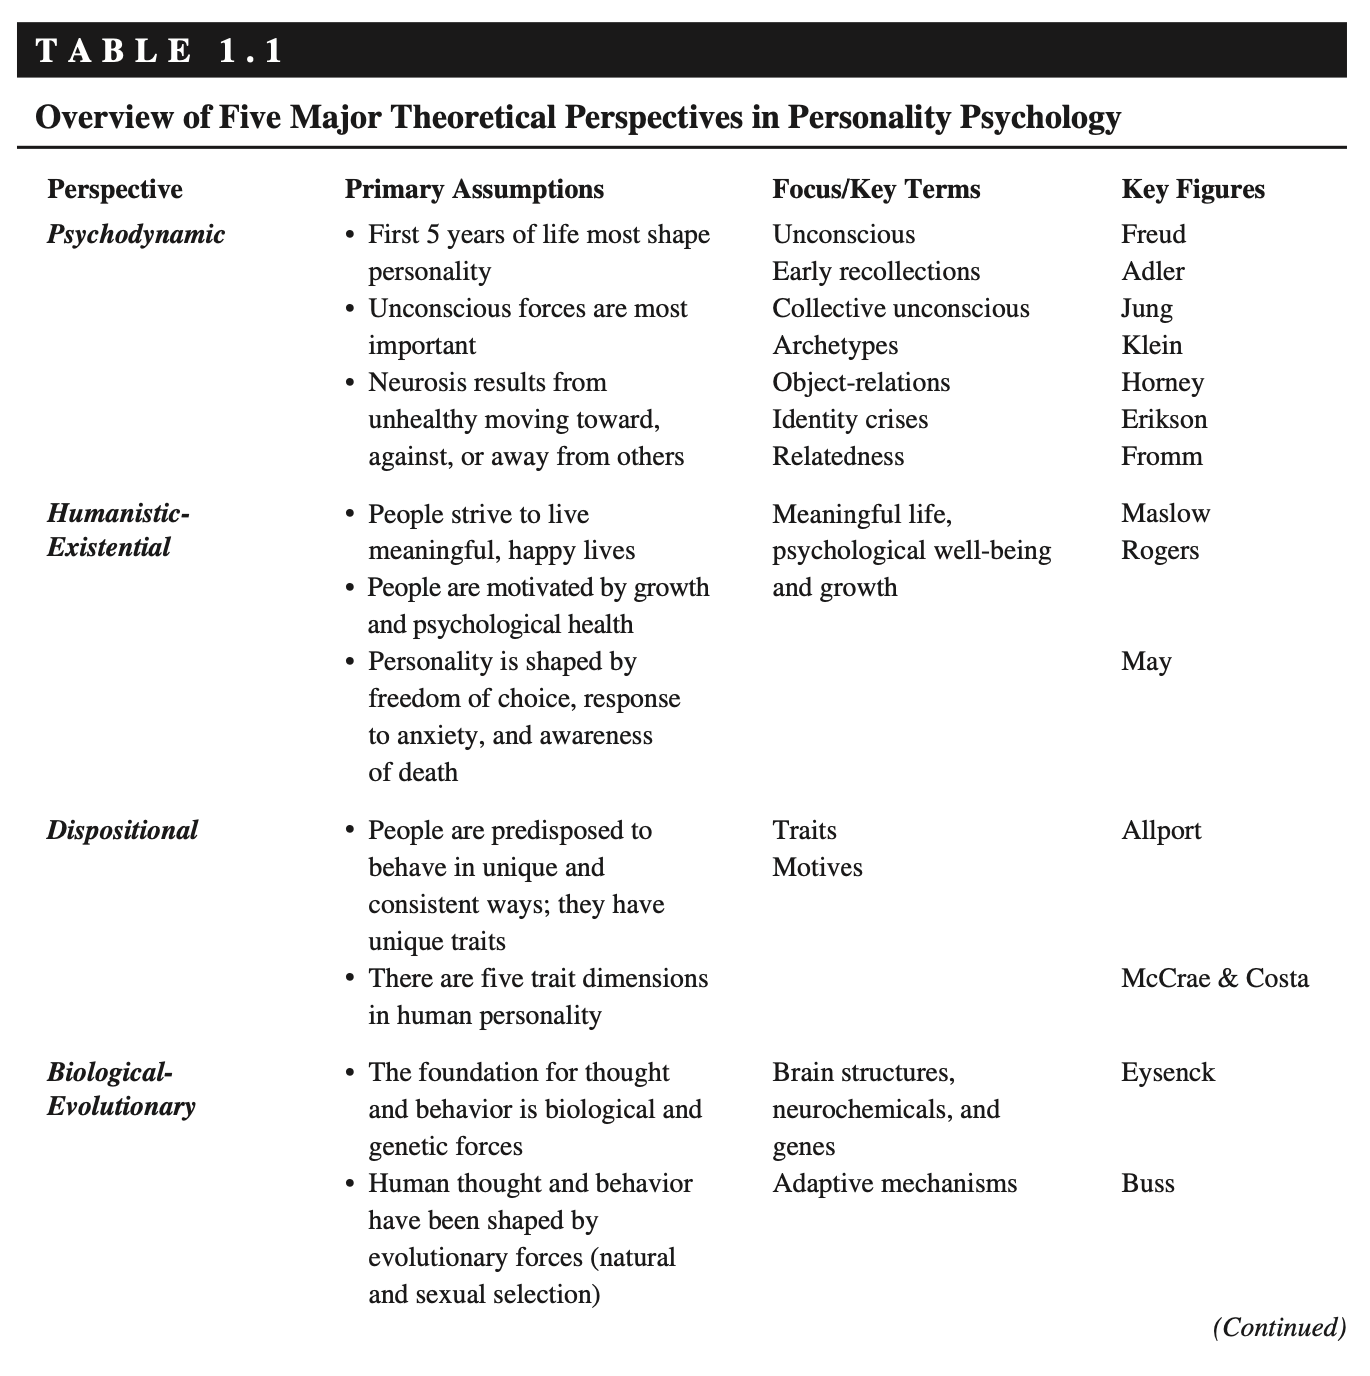 TABLE 1.1
Overview of Five Major Theoretical Perspectives in Personality Psychology
Perspective Primary Assumptions Focus/Key Terms Key Figures
Psychodynamic • First 5 years of life most shape Unconscious Freud
personality Early recollections Adler
• Unconscious forces are most Collective unconscious Jung
important Archetypes Klein
• Neurosis results from Object-relations Horney
unhealthy moving toward, Identity crises Erikson
against, or away from others Relatedness Fromm
Humanistic- • People strive to live Meaningful life, Maslow
Existential meaningful, happy lives psychological well-being Rogers
• People are motivated by growth and growth
and psychological health
• Personality is shaped by May
freedom of choice, response
to anxiety, and awareness
of death
Dispositional • People are predisposed to Traits Allport
behave in unique and Motives
consistent ways; they have
unique traits
• There are five trait dimensions McCrae & Costa
in human personality
Biological- • The foundation for thought Brain structures, Eysenck
Evolutionary and behavior is biological and neurochemicals, and
genetic forces genes
• Human thought and behavior Adaptive mechanisms Buss
have been shaped by
evolutionary forces (natural
and sexual selection)
(Continued)